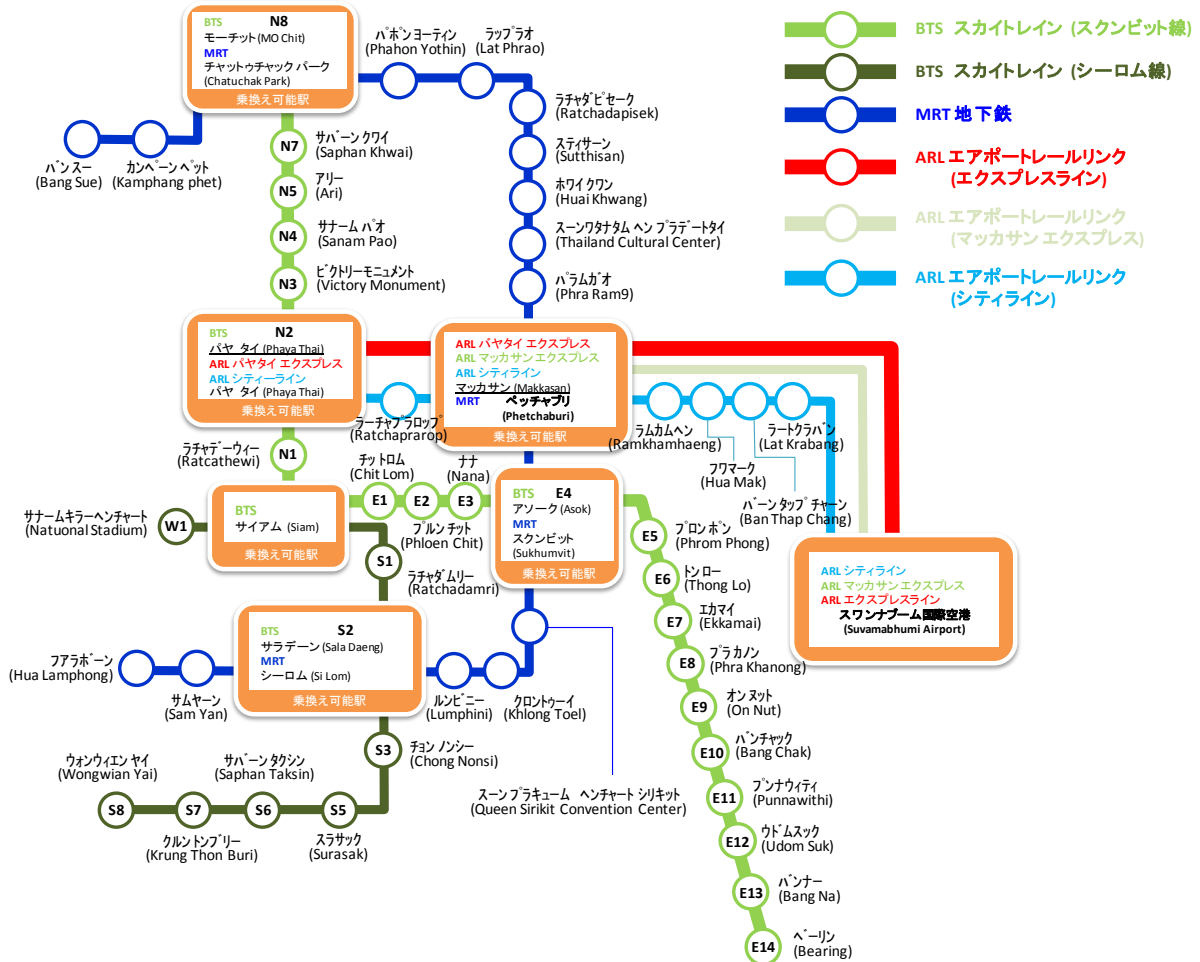 BTS N8
モーチット(MO Chit)
MRT
チャットゥチャック パーク
(Chatuchak Park)
乗換え可能駅
パポンヨーティン
(Phahon Yothin)
ラップラオ
(Lat Phrao)
BTS スカイトレイン (スクンビット線)
BTS スカイトレイン (シーロム線)
MRT 地下鉄
ARL エアポートレールリンク
(エクスプレスライン)
ARL エアポートレールリンク
(マッカサン エクスプレス)
ARL エアポートレールリンク
(シティライン)
バンスー
(Bang Sue)
カンペーンペット
(Kamphang phet)
N7
サパーンクワイ
(Saphan Khwai)
N5
アリー
(Ari)
N4
サナームパオ
(Sanam Pao)
N3
ビクトリーモニュメント
(Victory Monument)
ラチャダピセーク
(Ratchadapisek)
スティサーン
(Sutthisan)
ホワイクワン
(Huai Khwang)
スーンワタナタム ヘン プラデートタイ
(Thailand Cultural Center)
パラムガオ
(Phra Ram9)
BTS N2
パヤ タイ (Phaya Thai)
ARL パヤタイ エクスプレス
ARL シティーライン
パヤ タイ (Phaya Thai)
乗換え可能駅
ARL パヤタイ エクスプレス
ARL マッカサン エクスプレス
ARL シティライン
マッカサン (Makkasan)
MRT ペッチャブリ
(Phetchaburi)
乗換え可能駅
ラーチャプラロップ
(Ratchaprarop)
ラムカムヘン
(Ramkhamhaeng)
フワマーク
(Hua Mak)
ラートクラバン
(Lat Krabang)
バーンタップ チャーン
(Ban Thap Chang)
ラチャデーウィー
(Ratcathewi)
N1
チットロム
(Chit Lom)
ナナ
(Nana)
E1
E2
E3
プルンチット
(Phloen Chit)
サナームキラーヘンチャート
(Natuonal Stadium)
W1
BTS
サイアム (Siam)
乗換え可能駅
BTS E4
アソーク(Asok)
MRT
スクンビット
(Sukhumvit)
乗換え可能駅
S1
ラチャダムリー
(Ratchadamri)
E5
プロンポン
(Phrom Phong)
E6
トンロー
(Thong Lo)
E7
エカマイ
(Ekkamai)
E8
プラカノン
(Phra Khanong)
E9
オンヌット
(On Nut)
E10
バンチャック
(Bang Chak)
E11
プンナウィティ
(Punnawithi)
E12
ウドムスック
(Udom Suk)
E13
バンナー
(Bang Na)
E14
ベーリン
(Bearing)
ARL シティライン
ARL マッカサン エクスプレス
ARL エクスプレスライン
スワンナプーム国際空港
(Suvamabhumi Airport)
BTS S2
サラデーン (Sala Daeng)
MRT
シーロム (Si Lom)
乗換え可能駅
フアラポーン
(Hua Lamphong)
サムヤーン
(Sam Yan)
ルンピニー
(Lumphini)
クロントゥーイ
(Khlong Toel)
スーンプラキューム ヘンチャート シリキット
(Queen Sirikit Convention Center)
S3
チョンノンシー
(Chong Nonsi)
ウォンウィエンヤイ
(Wongwian Yai)
サパーンタクシン
(Saphan Taksin)
S8
S7
S6
S5
クルントンブリー
(Krung Thon Buri)
スラサック
(Surasak)